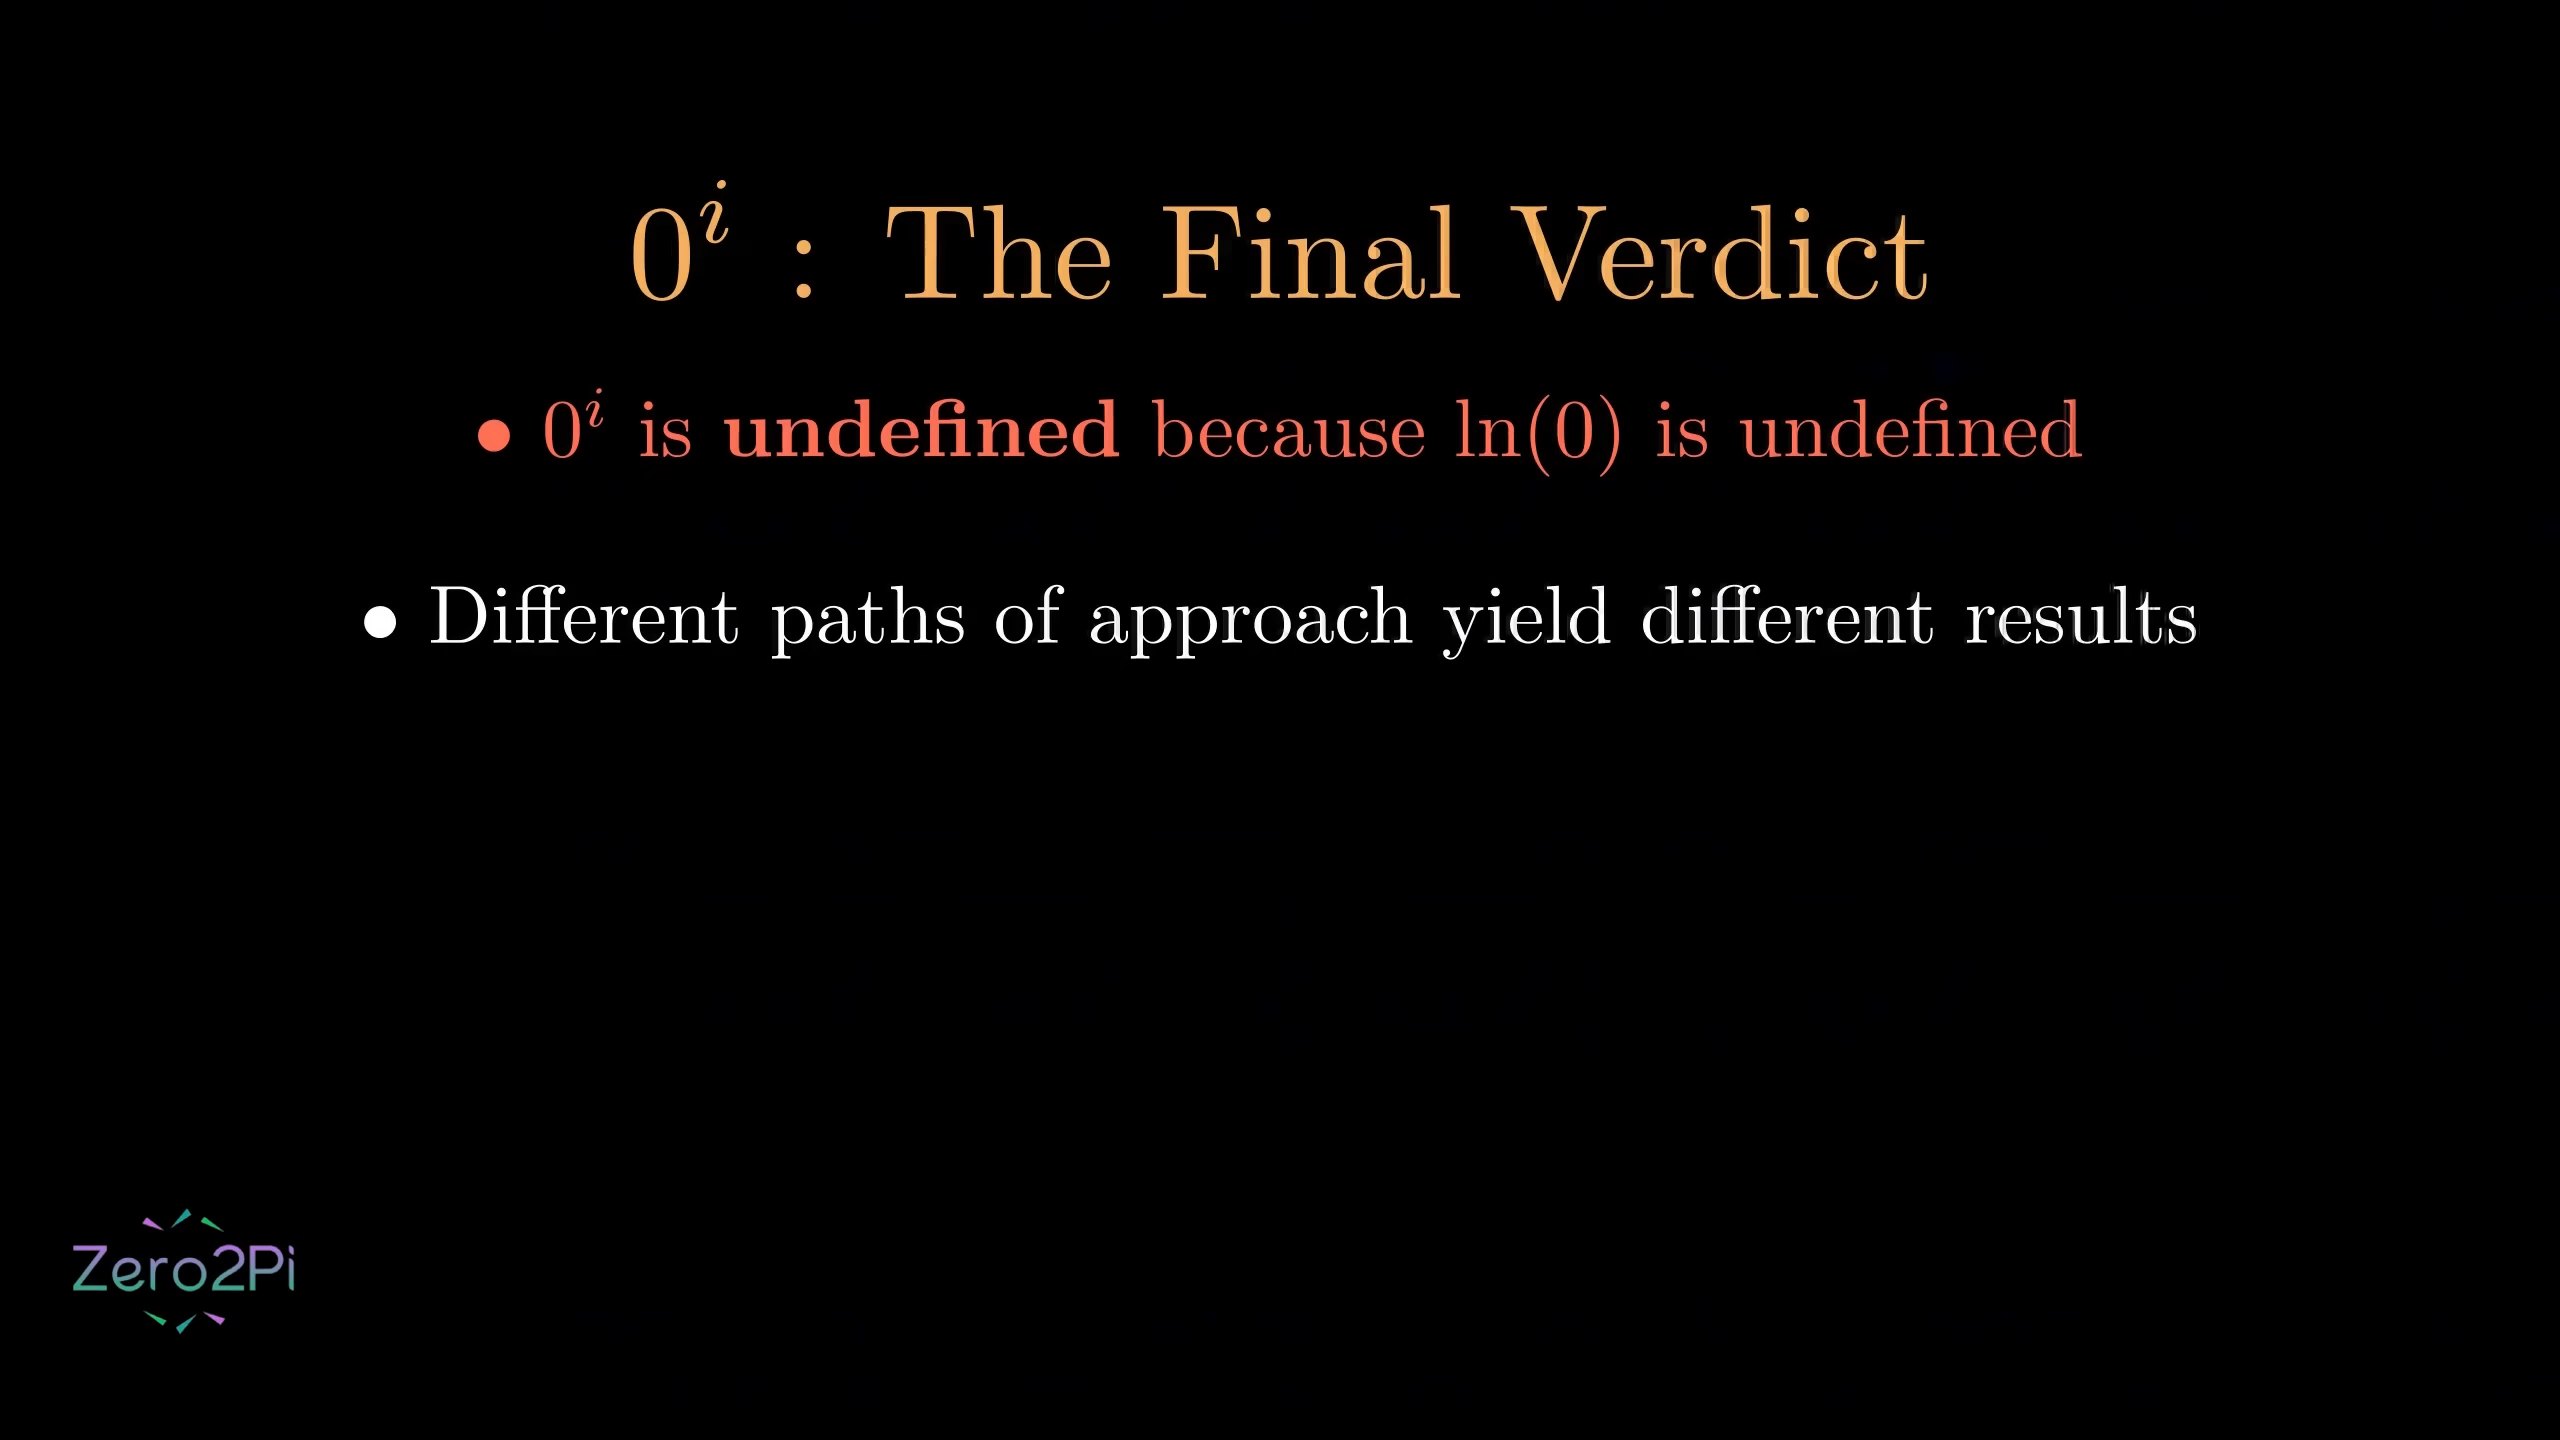 0^i : The Final Verdict
• 0^i is undefined because ln(0) is undefined
• Different paths of approach yield different results
Zero2Pi